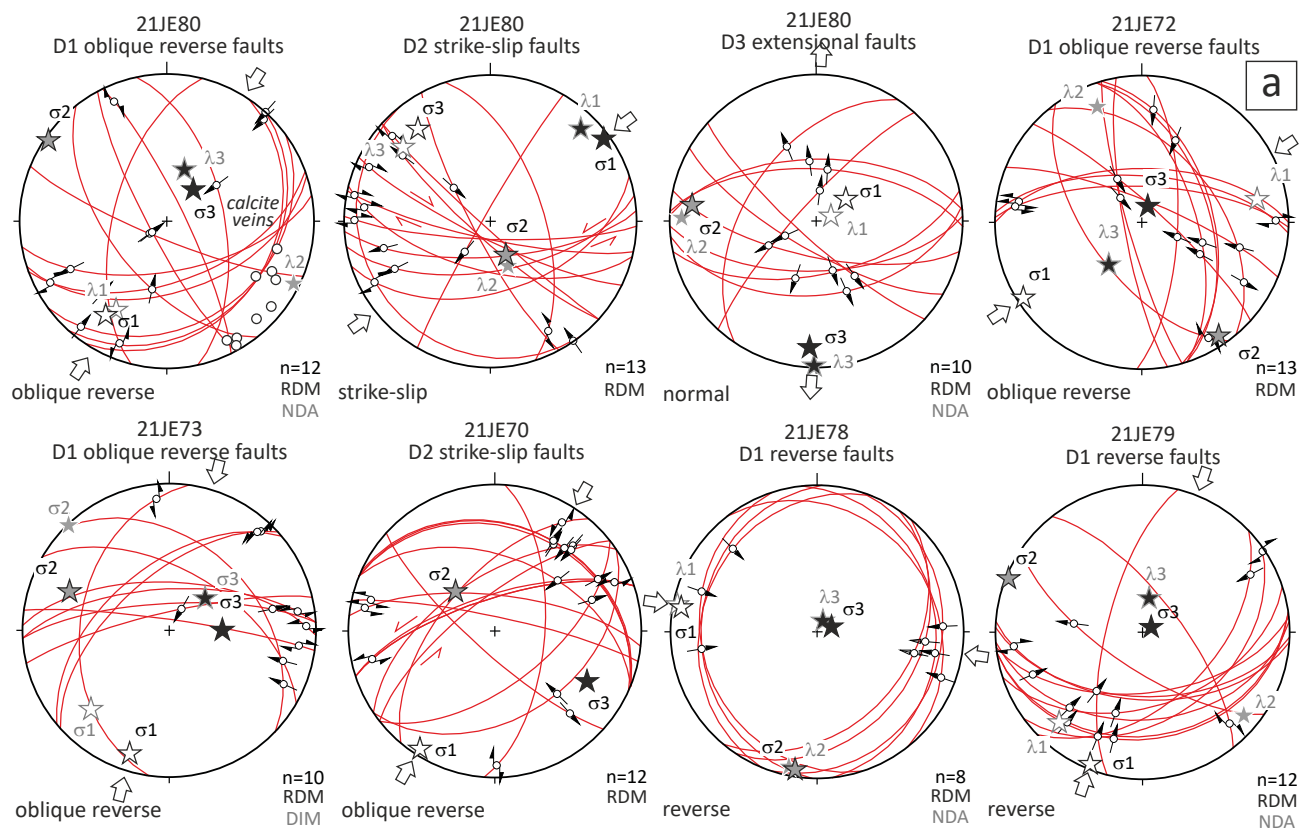 21JE80
D1 oblique reverse faults
σ2
λ3
σ3
calcite
veins
λ2
λ1
σ1
n=12
RDM
NDA
oblique reverse
21JE80
D2 strike-slip faults
σ3
λ1
λ3
σ1
σ2
λ2
n=13
RDM
strike-slip
21JE80
D3 extensional faults
σ1
σ2
λ1
λ2
σ3
λ3
n=10
RDM
NDA
normal
21JE72
D1 oblique reverse faults
a
λ2
σ3
λ1
λ3
σ1
σ2
n=13
RDM
oblique reverse
21JE73
D1 oblique reverse faults
σ2
σ2
σ3
σ3
σ1
σ1
n=10
RDM
DIM
oblique reverse
21JE70
D2 strike-slip faults
σ2
σ3
σ1
n=12
RDM
oblique reverse
21JE78
D1 reverse faults
λ1
σ1
λ3
σ3
σ2
λ2
n=8
RDM
NDA
reverse
21JE79
D1 reverse faults
σ2
λ3
σ3
λ2
λ1
σ1
n=12
RDM
NDA
reverse